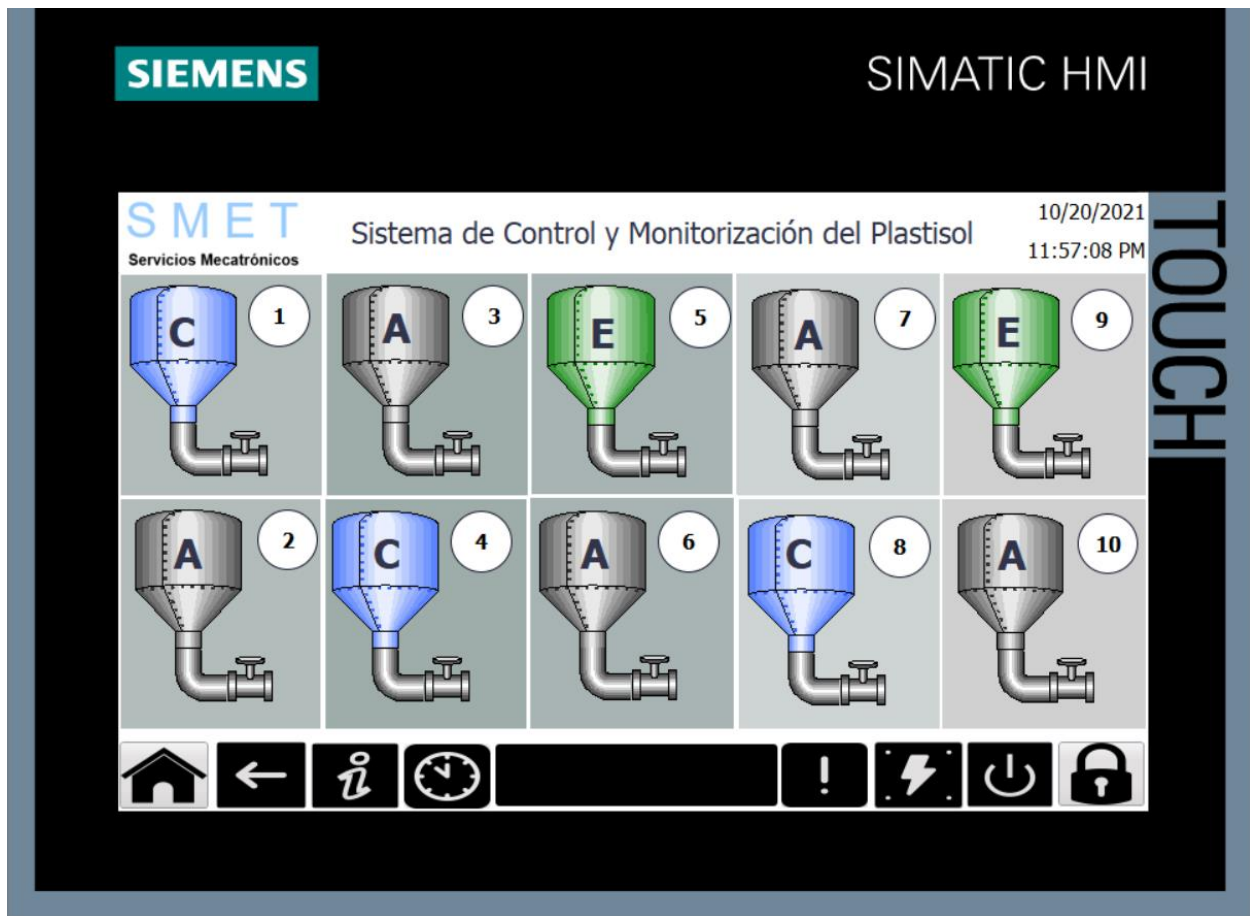 SIEMENS
SIMATIC HMI
TOUCH
SMET
Servicios Mecatrónicos
Sistema de Control y Monitorización del Plastisol
10/20/2021
11:57:08 PM
C 1
A 3
E 5
A 7
E 9
A 2
C 4
A 6
C 8
A 10